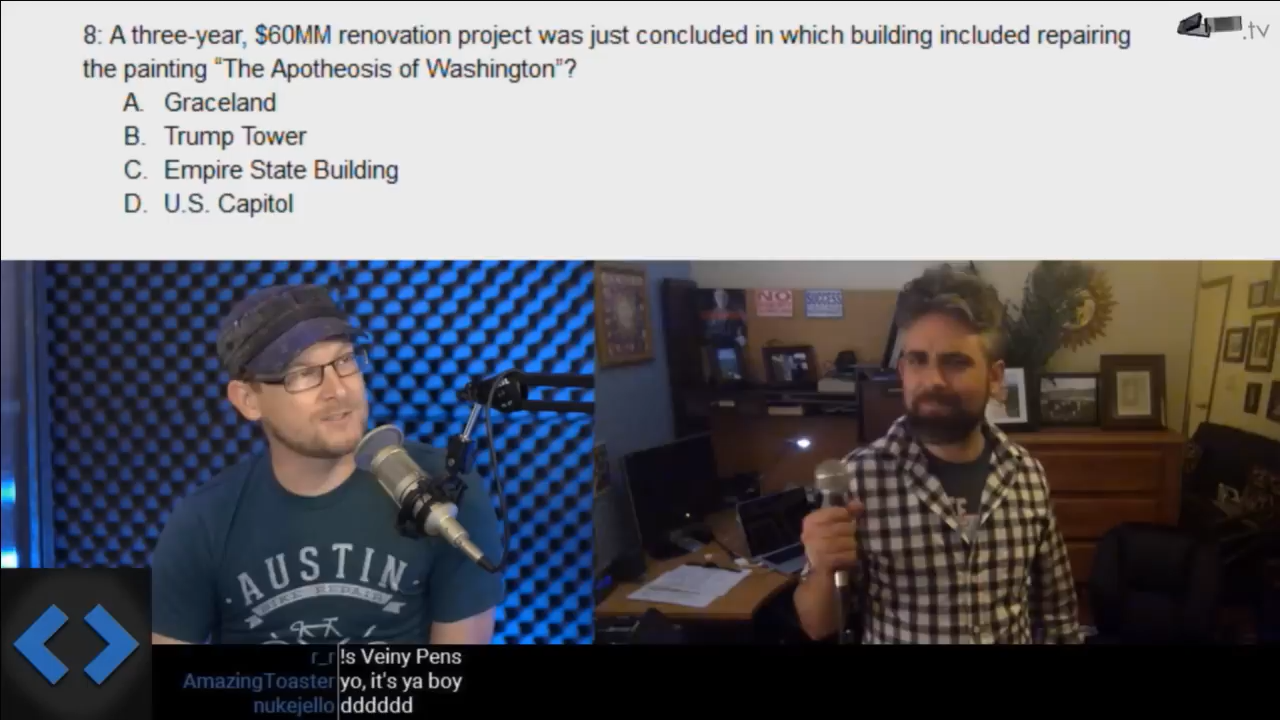 8: A three-year, $60MM renovation project was just concluded in which building included repairing
the painting “The Apotheosis of Washington”?
A. Graceland
B. Trump Tower
C. Empire State Building
D. U.S. Capitol
.tv
NO
SUCCESS
AUSTIN
BIKE REPAIR
r_r !s Veiny Pens
AmazingToaster yo, it's ya boy
nukejello dddddd